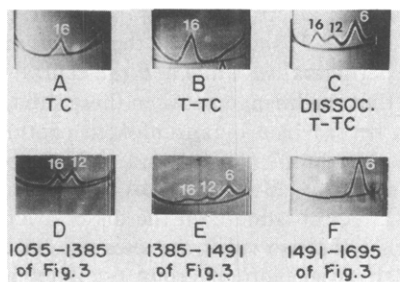 16
A
TC
16
B
T-TC
16 12 6
C
DISSOC.
T-TC
16 12
D
1055-1385
of Fig.3
16 12 6
E
1385-1491
of Fig.3
6
F
1491-1695
of Fig.3